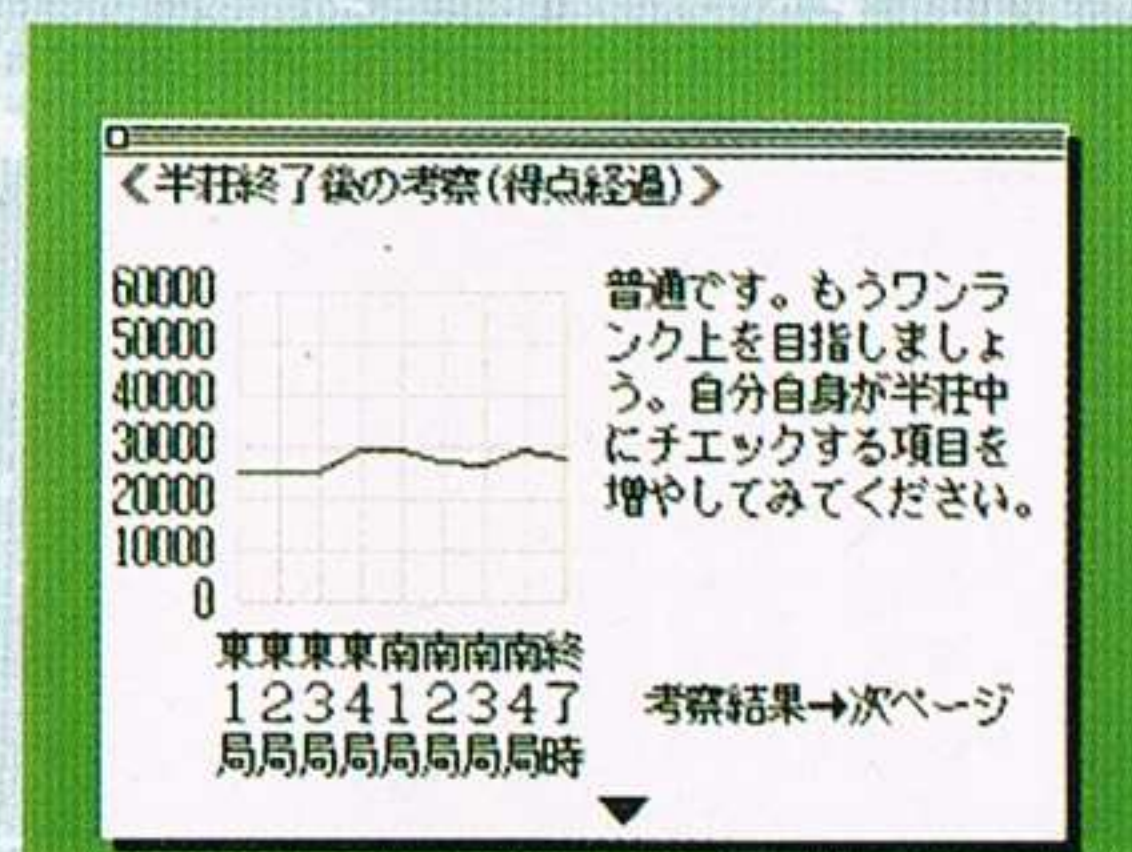 《半荘終了後の考察(得点経過)》
60000
50000
40000
30000
20000
10000
0
東東東東南南南南終
12341234了
局局局局局局局局時
普通です。もうワンラ
ンク上を目指しましょ
う。自分自身が半荘中
にチェックする項目を
増やしてみてください。
考察結果→次ページ